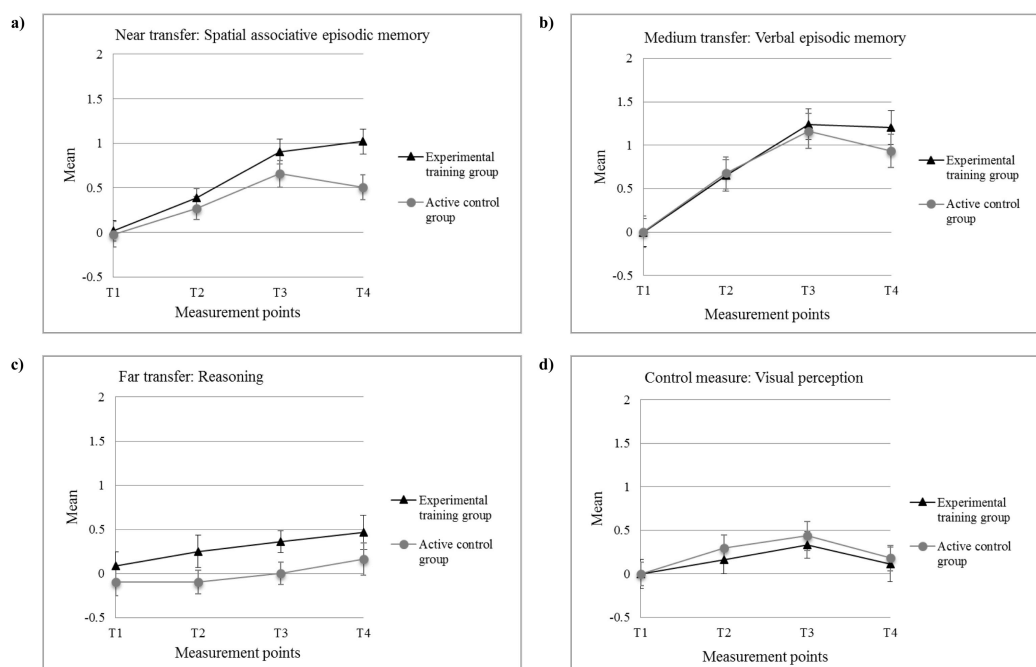 a)
Near transfer: Spatial associative episodic memory
2
1.5
1
0.5
0
-0.5
Mean
T1 T2 T3 T4
Measurement points
Experimental
training group
Active control
group
b)
Medium transfer: Verbal episodic memory
2
1.5
1
0.5
0
-0.5
Mean
T1 T2 T3 T4
Measurement points
Experimental
training group
Active control
group
c)
Far transfer: Reasoning
2
1.5
1
0.5
0
-0.5
Mean
T1 T2 T3 T4
Measurement points
Experimental
training group
Active control
group
d)
Control measure: Visual perception
2
1.5
1
0.5
0
-0.5
Mean
T1 T2 T3 T4
Measurement points
Experimental
training group
Active control
group